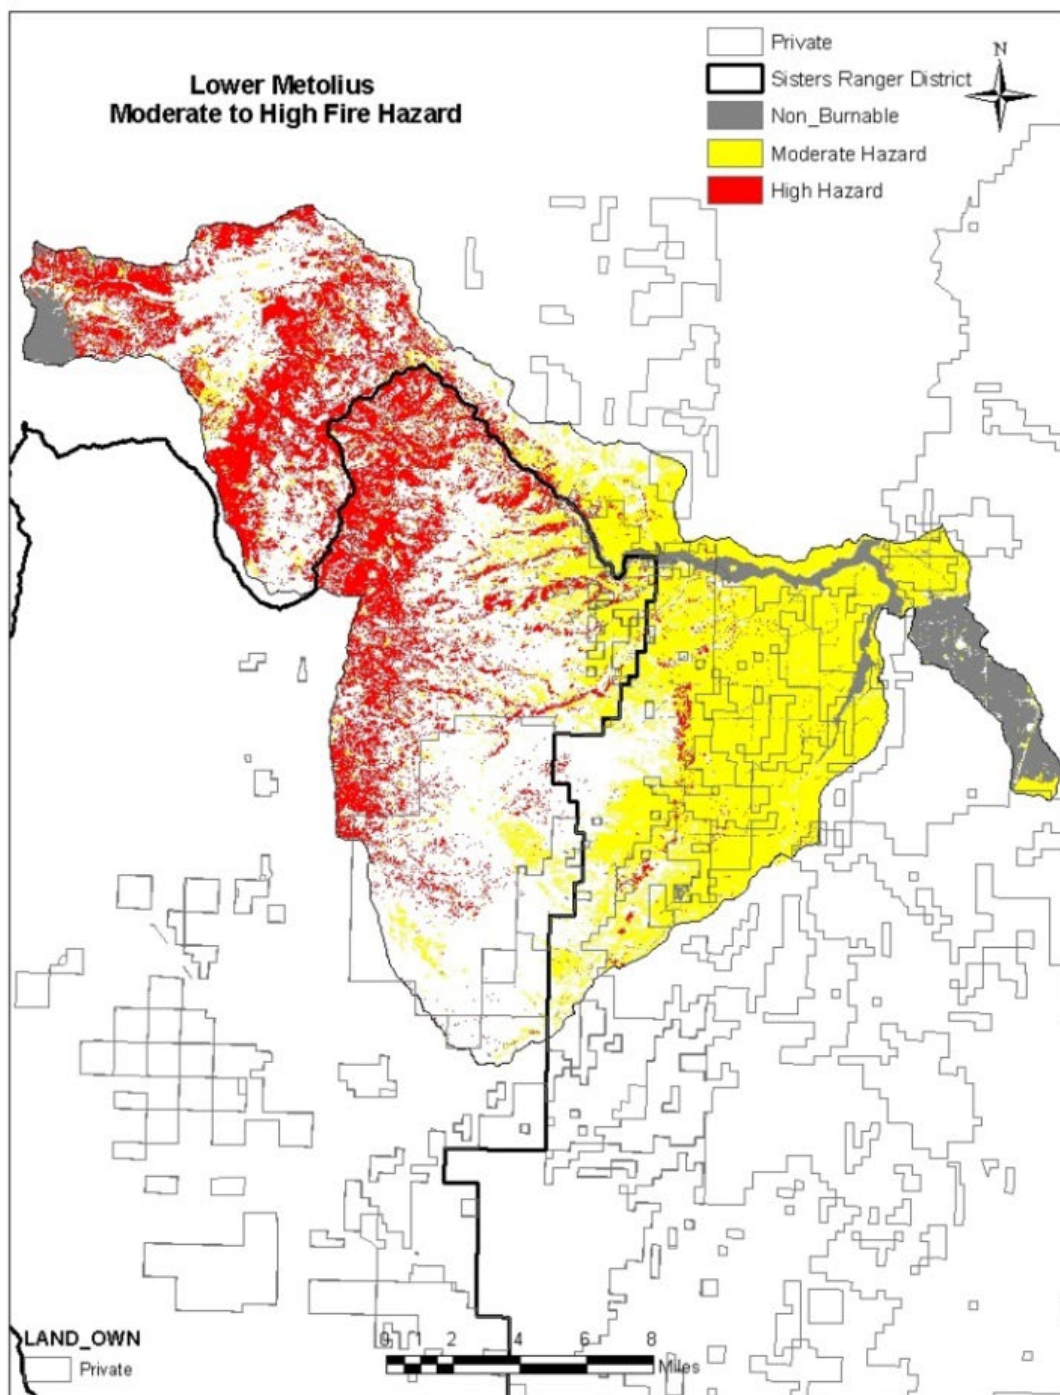 Lower Metolius
Moderate to High Fire Hazard
Private
Sisters Ranger District
Non_Burnable
Moderate Hazard
High Hazard
N
LAND_OWN
Private
0 1 2 4 6 8
Miles